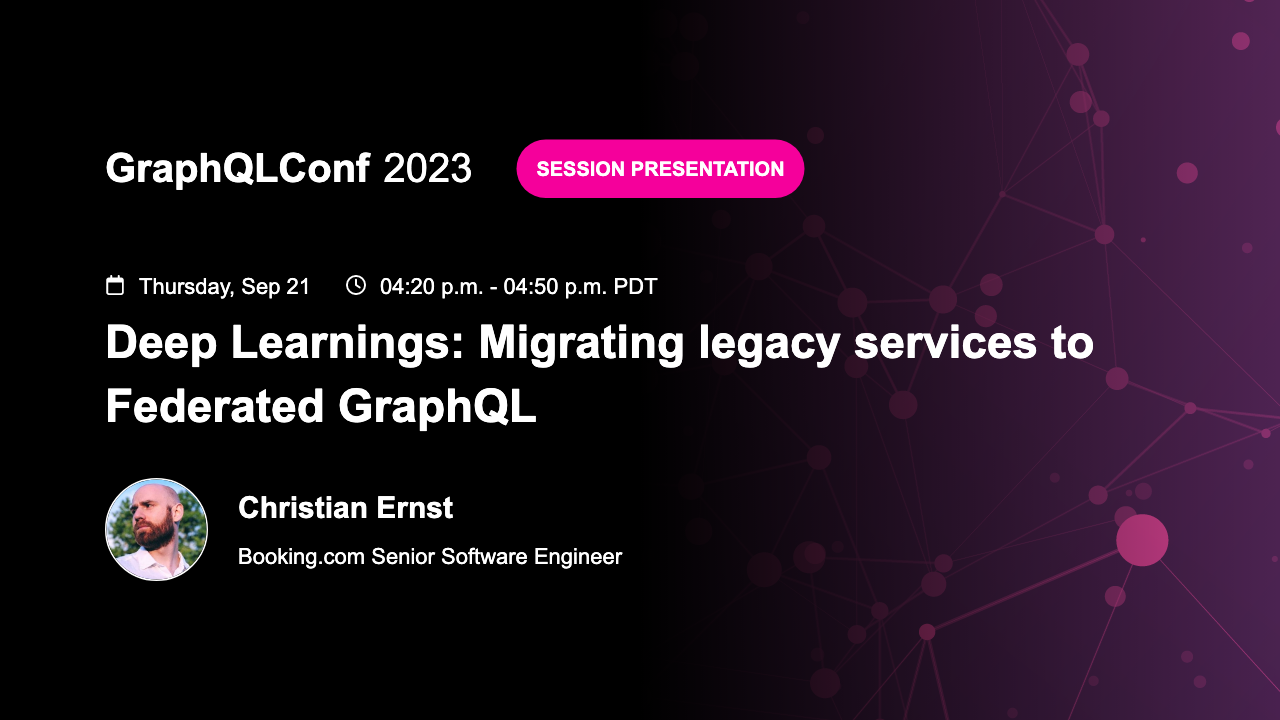 GraphQLConf 2023
SESSION PRESENTATION
Thursday, Sep 21
04:20 p.m. - 04:50 p.m. PDT
Deep Learnings: Migrating legacy services to
Federated GraphQL
Christian Ernst
Booking.com Senior Software Engineer